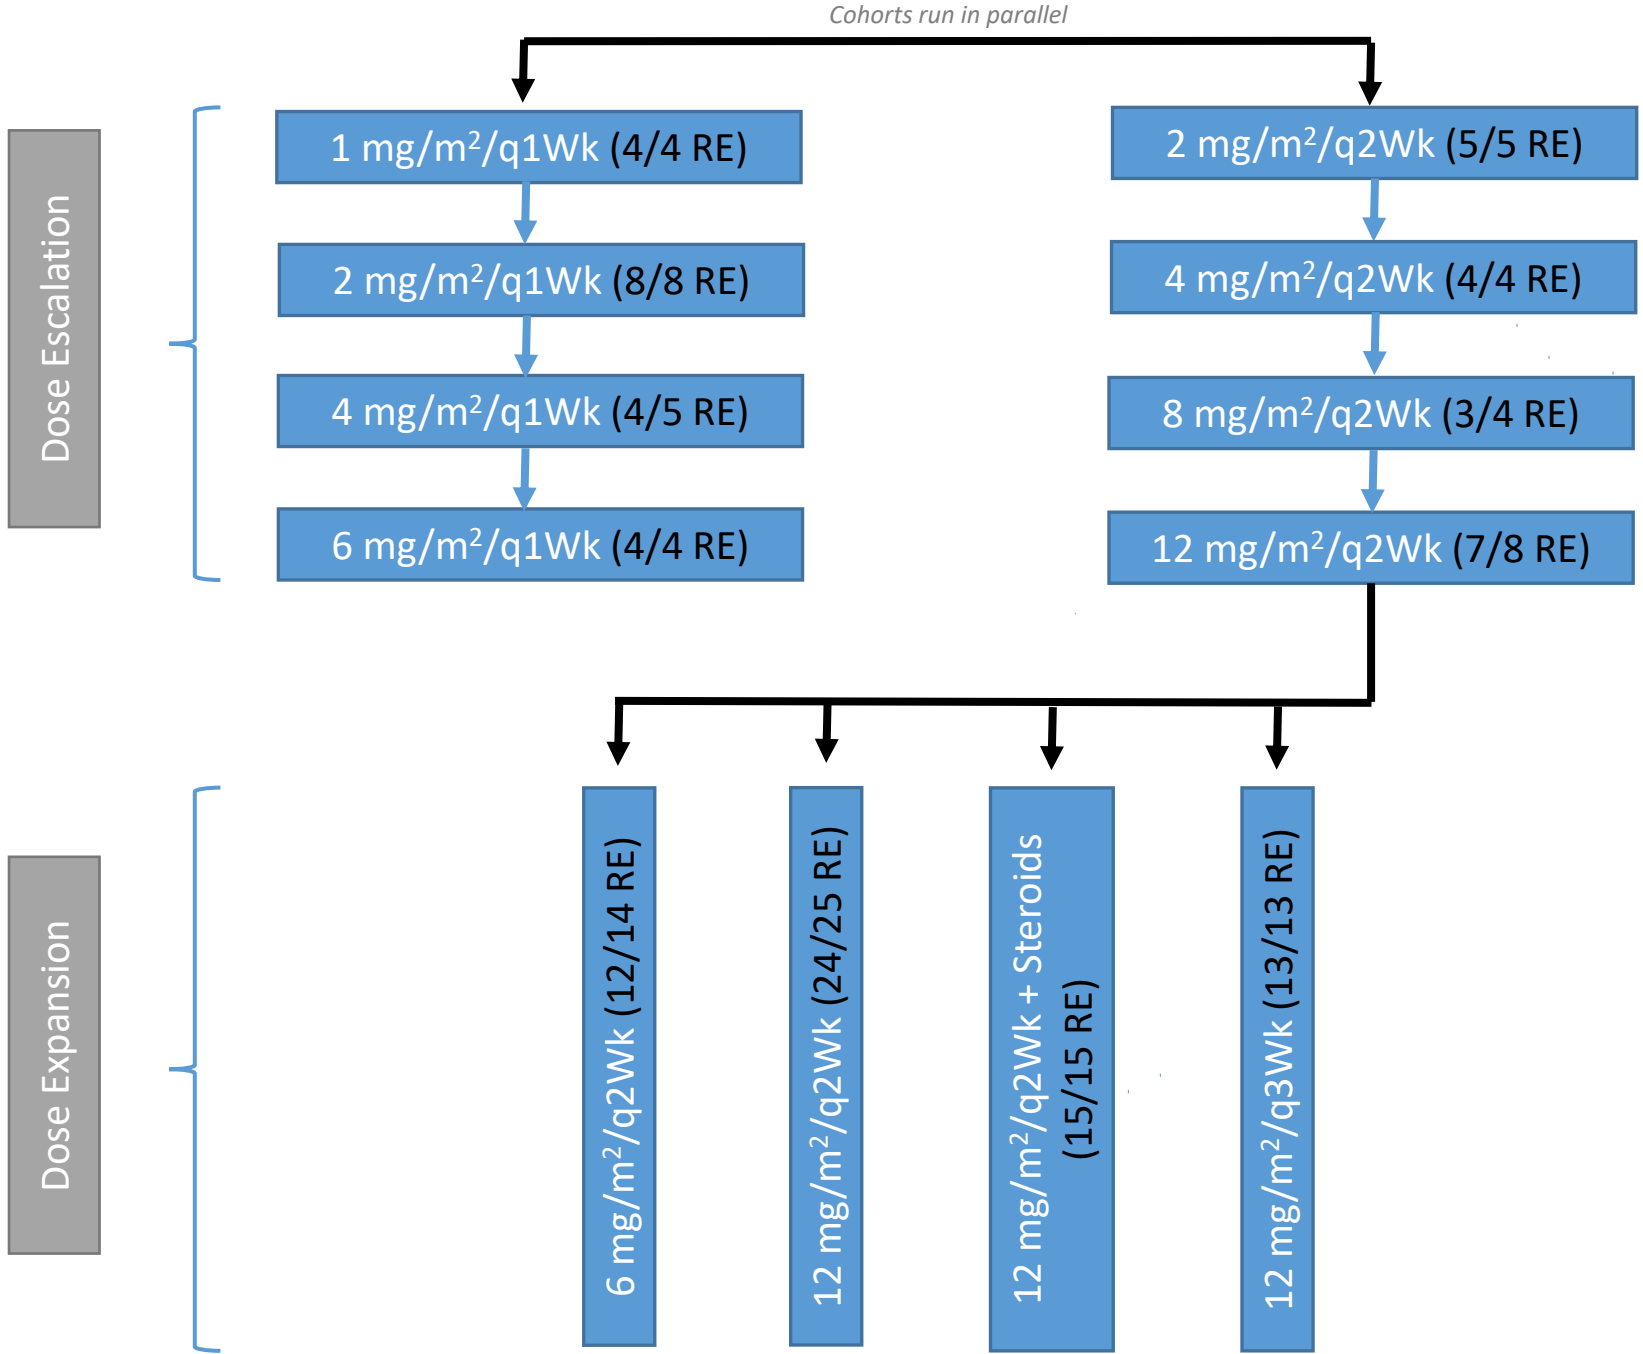 Cohorts run in parallel
Dose Escalation
1 mg/m²/q1Wk (4/4 RE)
2 mg/m²/q1Wk (8/8 RE)
4 mg/m²/q1Wk (4/5 RE)
6 mg/m²/q1Wk (4/4 RE)
2 mg/m²/q2Wk (5/5 RE)
4 mg/m²/q2Wk (4/4 RE)
8 mg/m²/q2Wk (3/4 RE)
12 mg/m²/q2Wk (7/8 RE)
Dose Expansion
6 mg/m²/q2Wk (12/14 RE)
12 mg/m²/q2Wk (24/25 RE)
12 mg/m²/q2Wk + Steroids
(15/15 RE)
12 mg/m²/q3Wk (13/13 RE)